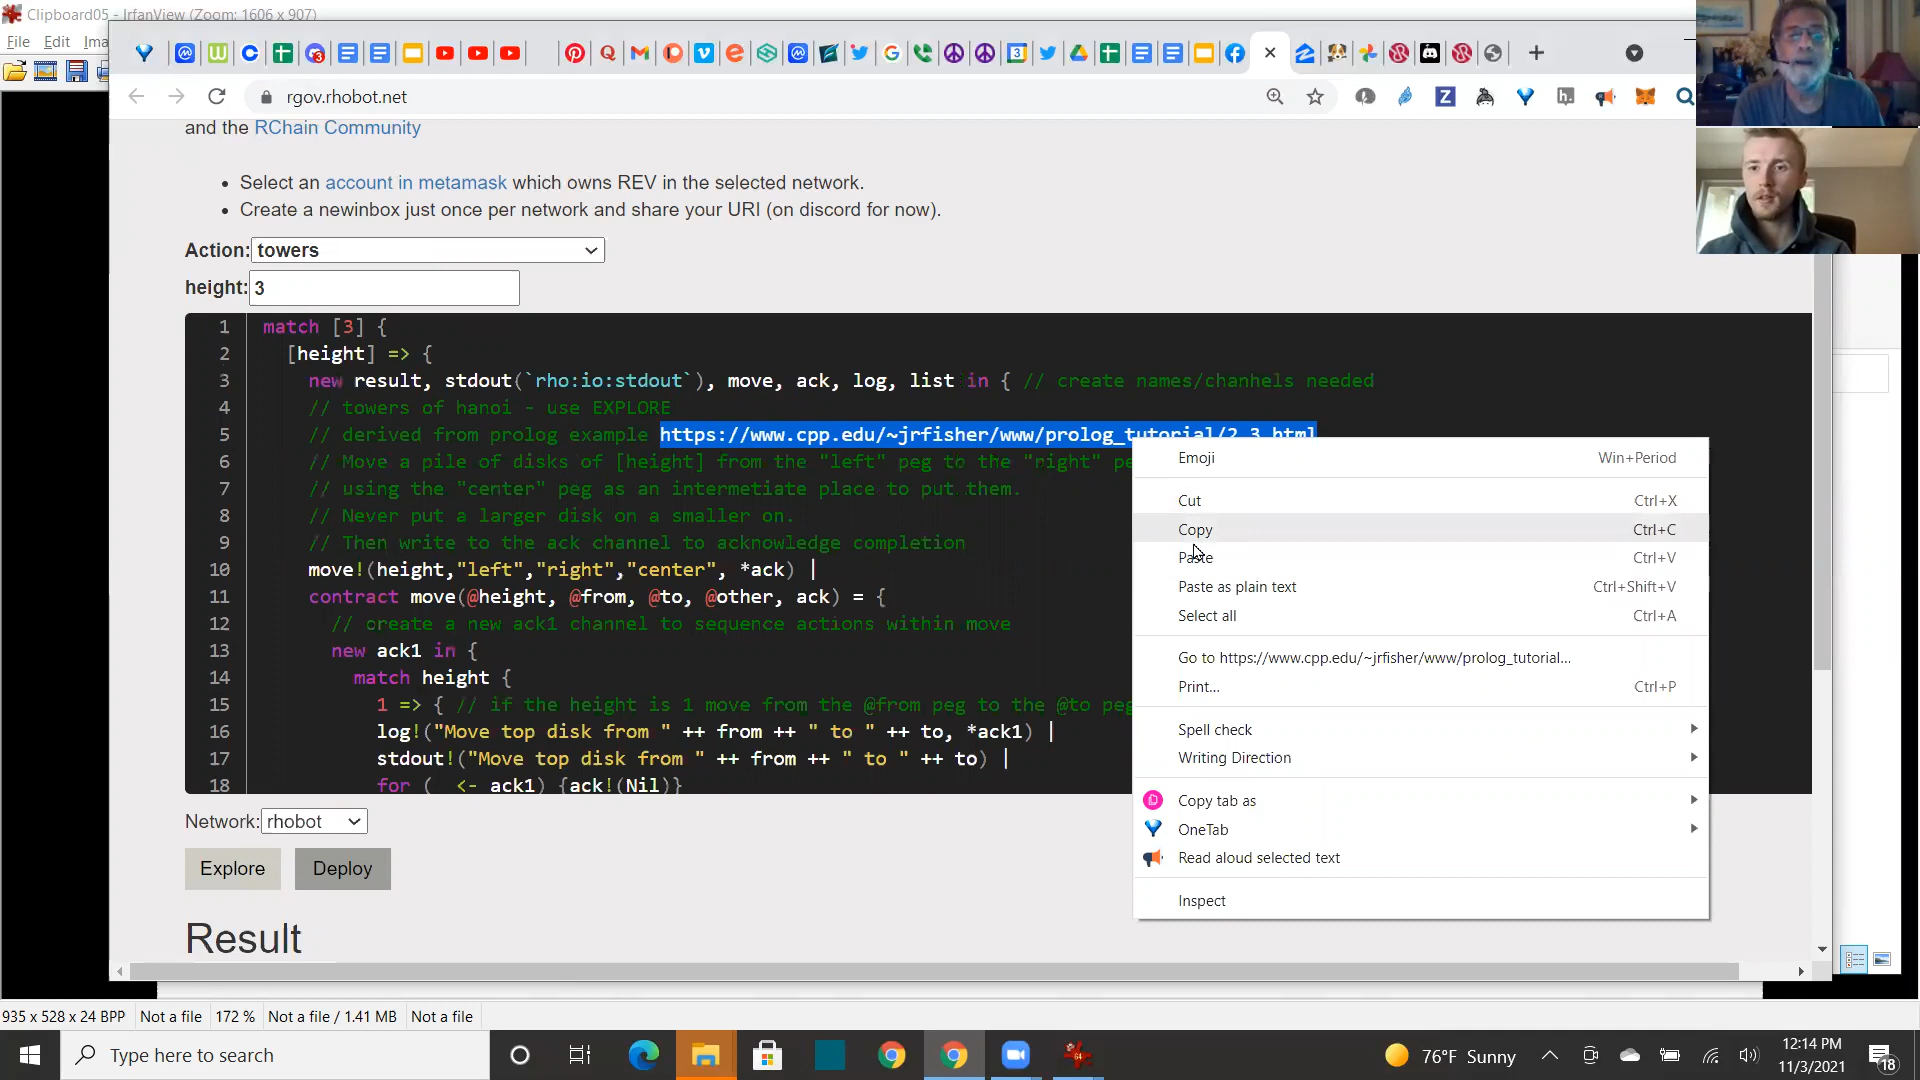 Clipboard05 - IrfanView (Zoom: 1606 x 907)
File Edit Ima
rgov.rhobot.net
and the RChain Community
• Select an account in metamask which owns REV in the selected network.
• Create a newinbox just once per network and share your URI (on discord for now).
Action: towers
height: 3
1 match [3] {
2 [height] => {
3 new result, stdout(`rho:io:stdout`), move, ack, log, list in { // create names/chanhels needed
4 // towers of hanoi - use EXPLORE
5 // derived from prolog example https://www.cpp.edu/~jrfisher/www/prolog_tutorial/2_3.html
6 // Move a pile of disks of [height] from the "left" peg to the "right" pe
7 // using the "center" peg as an intermetiate place to put them.
8 // Never put a larger disk on a smaller on.
9 // Then write to the ack channel to acknowledge completion
10 move!(height,"left","right","center", *ack) |
11 contract move(@height, @from, @to, @other, ack) = {
12 // create a new ack1 channel to sequence actions within move
13 new ack1 in {
14 match height {
15 1 => { // if the height is 1 move from the @from peg to the @to peg
16 log!("Move top disk from " ++ from ++ " to " ++ to, *ack1) |
17 stdout!("Move top disk from " ++ from ++ " to " ++ to) |
18 for (_ <- ack1) {ack!(Nil)}
Emoji Win+Period
Cut Ctrl+X
Copy Ctrl+C
Paste Ctrl+V
Paste as plain text Ctrl+Shift+V
Select all Ctrl+A
Go to https://www.cpp.edu/~jrfisher/www/prolog_tutorial...
Print... Ctrl+P
Spell check
Writing Direction
Copy tab as
OneTab
Read aloud selected text
Inspect
Network: rhobot
Explore Deploy
Result
935 x 528 x 24 BPP Not a file 172 % Not a file / 1.41 MB Not a file
Type here to search
76°F Sunny
12:14 PM
11/3/2021
18